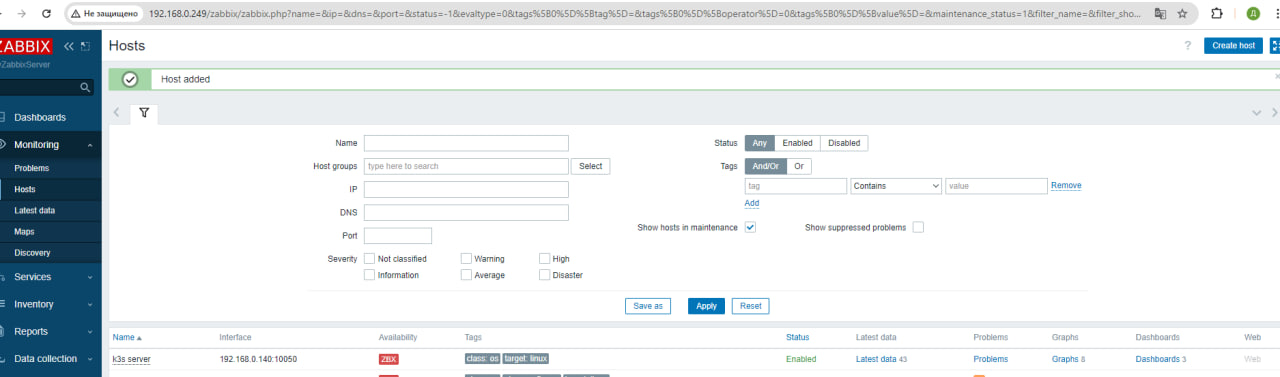 Не защищено 192.168.0.249/zabbix/zabbix.php?name=&ip=&dns=&port=&status=-1&evaltype=0&tags%5B0%5D%5Btag%5D=&tags%5B0%5D%5Boperator%5D=0&tags%5B0%5D%5Bvalue%5D=&maintenance_status=1&filter_name=&filter_sho... Д
ZABBIX Hosts ? Create host
ZabbixServer
Host added
Dashboards
Monitoring
Problems
Hosts
Latest data
Maps
Discovery
Services
Inventory
Reports
Data collection
Name Status Any Enabled Disabled
Host groups type here to search Select Tags And/Or Or
IP tag Contains value Remove
DNS Add
Port Show hosts in maintenance Show suppressed problems
Severity Not classified Warning High
Information Average Disaster
Save as Apply Reset
Name Interface Availability Tags Status Latest data Problems Graphs Dashboards Web
k3s server 192.168.0.140:10050 ZBX class: os target: linux Enabled Latest data 43 Problems Graphs 8 Dashboards 3 Web